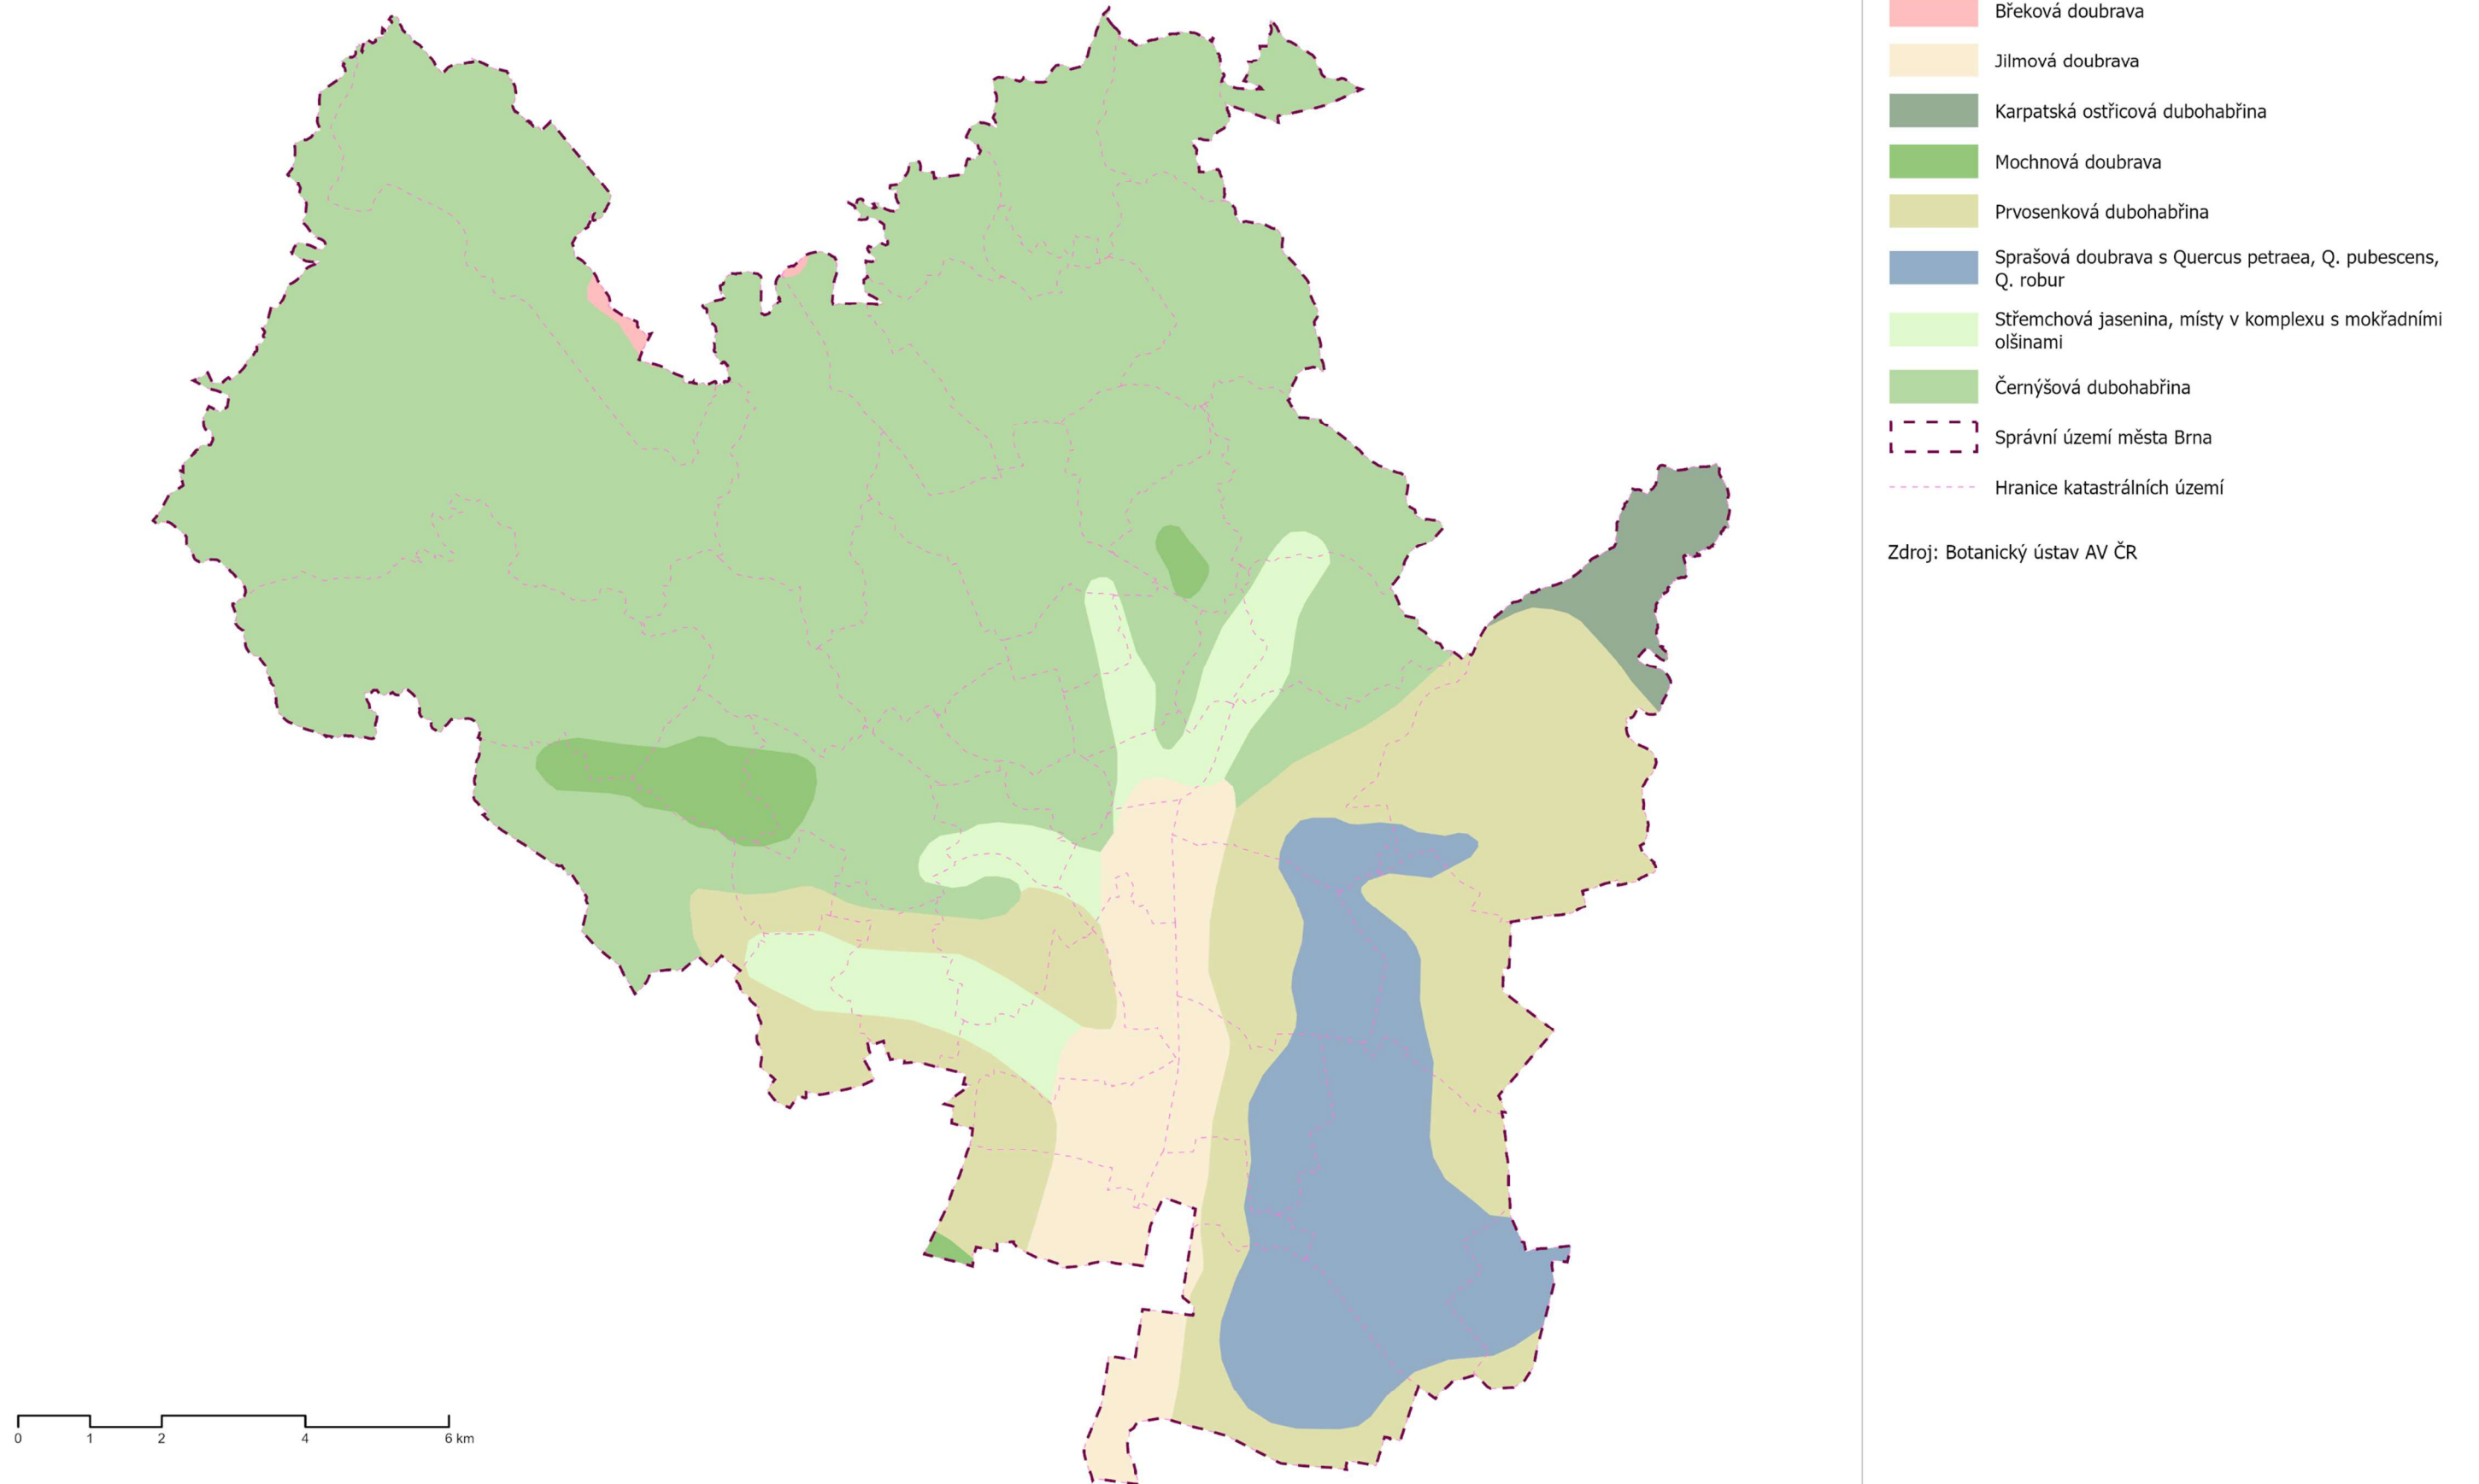 Břeková doubrava
Jilmová doubrava
Karpatská ostřicová dubohabřina
Mochnová doubrava
Prvosenková dubohabřina
Sprašová doubrava s Quercus petraea, Q. pubescens,
Q. robur
Střemchová jasenina, místy v komplexu s mokřadními
olšinami
Černýšová dubohabřina
Správní území města Brna
Hranice katastrálních území
Zdroj: Botanický ústav AV ČR
0 1 2 4 6 km